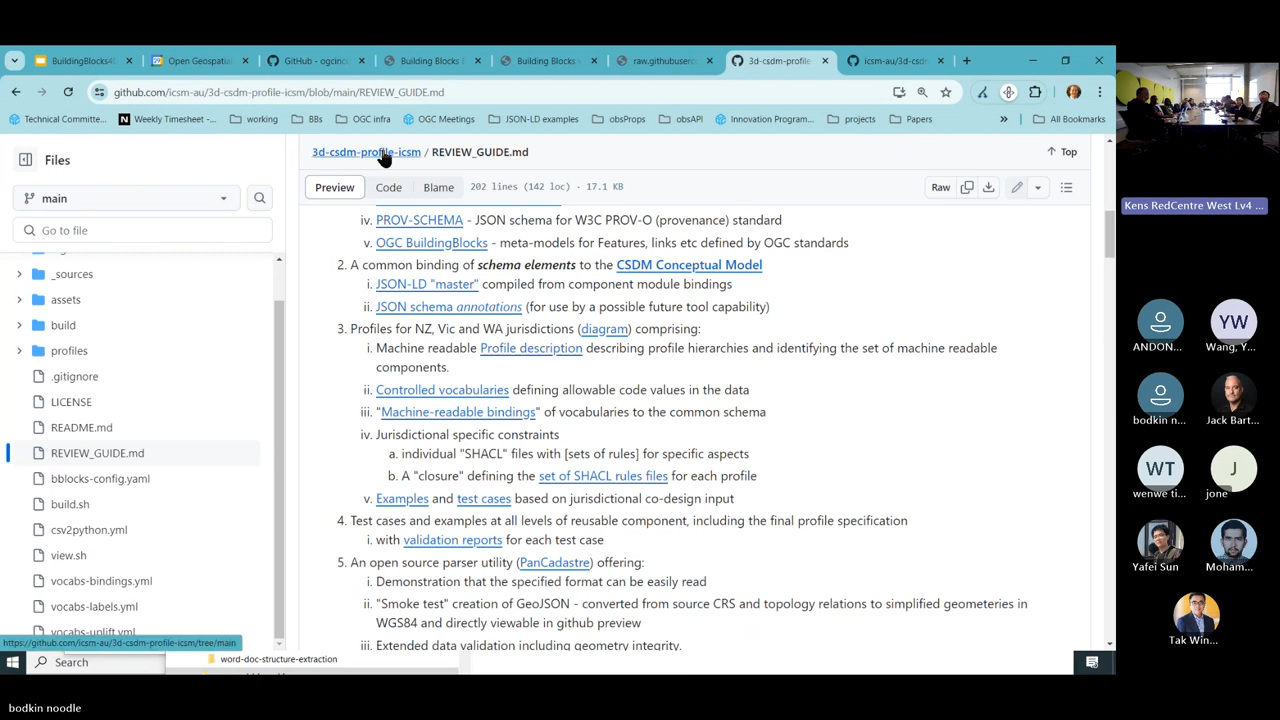 BuildingBlocks4
Open Geospatia
GitHub - ogcinc
Building Blocks
Building Blocks
raw.githubuserc
3d-csdm-profile
icsm-au/3d-csdm
github.com/icsm-au/3d-csdm-profile-icsm/blob/main/REVIEW_GUIDE.md
Technical Committe...
Weekly Timesheet -...
working
BBs
OGC infra
OGC Meetings
JSON-LD examples
obsProps
obsAPI
Innovation Program...
projects
Papers
»
All Bookmarks
Files
main
Go to file
_sources
assets
build
profiles
.gitignore
LICENSE
README.md
REVIEW_GUIDE.md
bblocks-config.yaml
build.sh
csv2python.yml
view.sh
vocabs-bindings.yml
vocabs-labels.yml
vocabs-uplift.yml
https://github.com/icsm-au/3d-csdm-profile-icsm/tree/main
3d-csdm-profile-icsm / REVIEW_GUIDE.md
Top
Preview
Code
Blame
202 lines (142 loc) · 17.1 KB
Raw
iv. PROV-SCHEMA - JSON schema for W3C PROV-O (provenance) standard
v. OGC BuildingBlocks - meta-models for Features, links etc defined by OGC standards
2. A common binding of schema elements to the CSDM Conceptual Model
i. JSON-LD "master" compiled from component module bindings
ii. JSON schema annotations (for use by a possible future tool capability)
3. Profiles for NZ, Vic and WA jurisdictions (diagram) comprising:
i. Machine readable Profile description describing profile hierarchies and identifying the set of machine readable
components.
ii. Controlled vocabularies defining allowable code values in the data
iii. "Machine-readable bindings" of vocabularies to the common schema
iv. Jurisdictional specific constraints
a. individual "SHACL" files with [sets of rules] for specific aspects
b. A "closure" defining the set of SHACL rules files for each profile
v. Examples and test cases based on jurisdictional co-design input
4. Test cases and examples at all levels of reusable component, including the final profile specification
i. with validation reports for each test case
5. An open source parser utility (PanCadastre) offering:
i. Demonstration that the specified format can be easily read
ii. "Smoke test" creation of GeoJSON - converted from source CRS and topology relations to simplified geometeries in
WGS84 and directly viewable in github preview
iii. Extended data validation including geometry integrity.
Search
word-doc-structure-extraction
bodkin noodle
Kens RedCentre West Lv4 ...
ANDON...
YW
Wang, Y...
bodkin n...
Jack Bart...
WT
wenwe ti...
J
jone
Yafei Sun
Moham...
Tak Win...